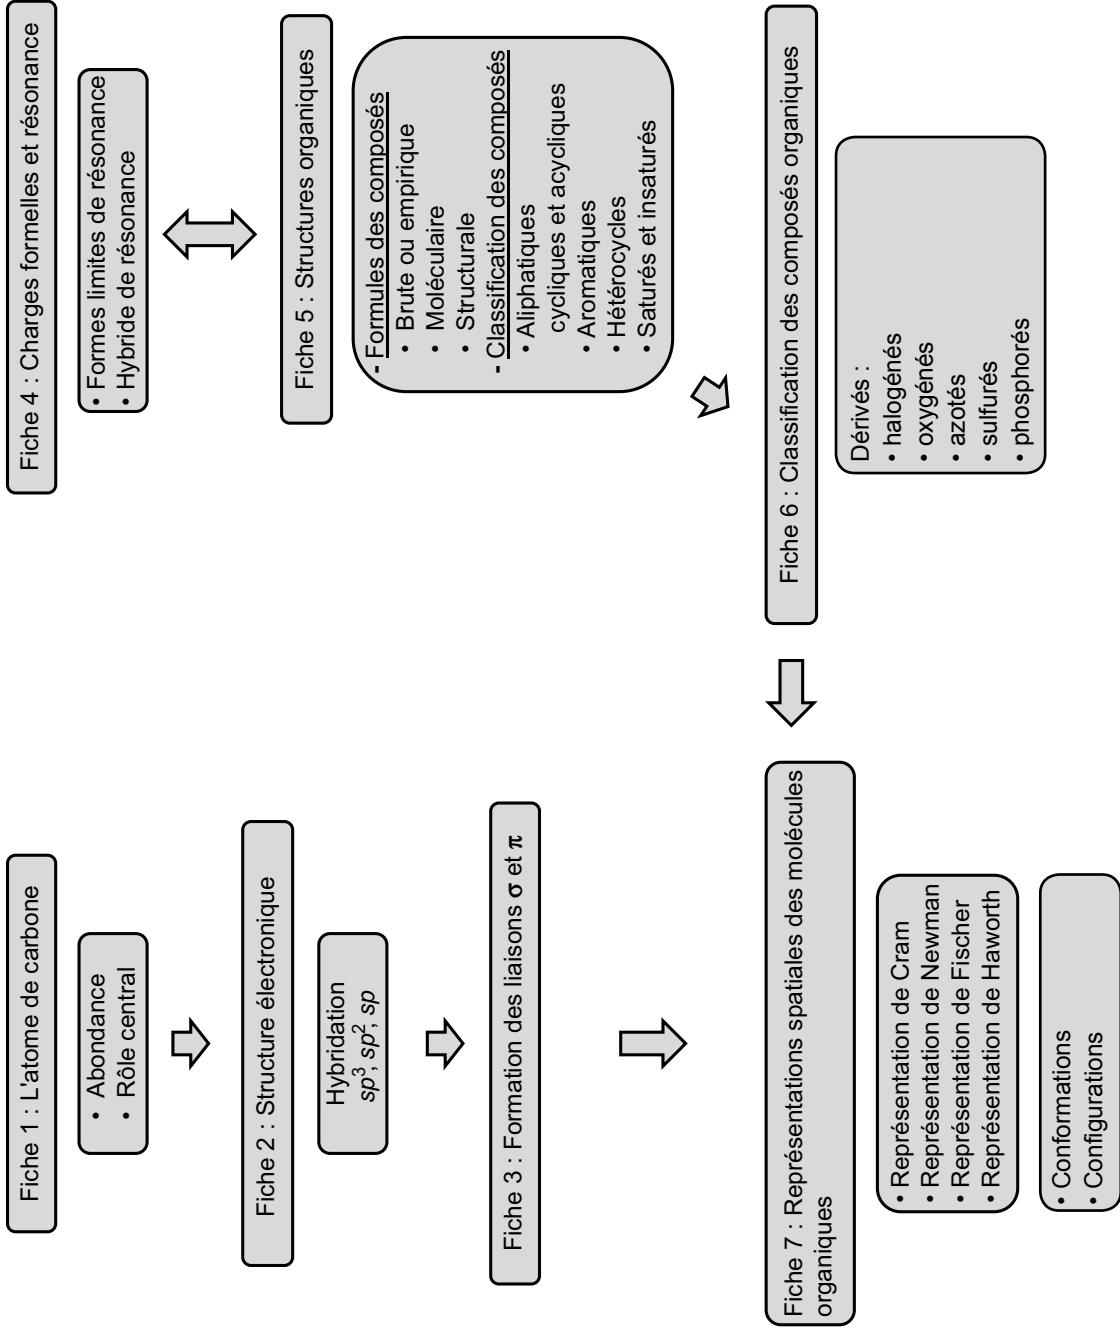 Fiche 1 : L'atome de carbone
• Abondance
• Rôle central
Fiche 2 : Structure électronique
Hybridation
sp³, sp², sp
Fiche 3 : Formation des liaisons σ et π
Fiche 4 : Charges formelles et résonance
• Formes limites de résonance
• Hybride de résonance
Fiche 5 : Structures organiques
- Formules des composés
• Brute ou empirique
• Moléculaire
• Structurale
- Classification des composés
• Aliphatiques
cycliques et acycliques
• Aromatiques
• Hétérocycles
• Saturés et insaturés
Fiche 6 : Classification des composés organiques
Dérivés :
• halogénés
• oxygénés
• azotés
• sulfurés
• phosphorés
Fiche 7 : Représentations spatiales des molécules
organiques
• Représentation de Cram
• Représentation de Newman
• Représentation de Fischer
• Représentation de Haworth
• Conformations
• Configurations